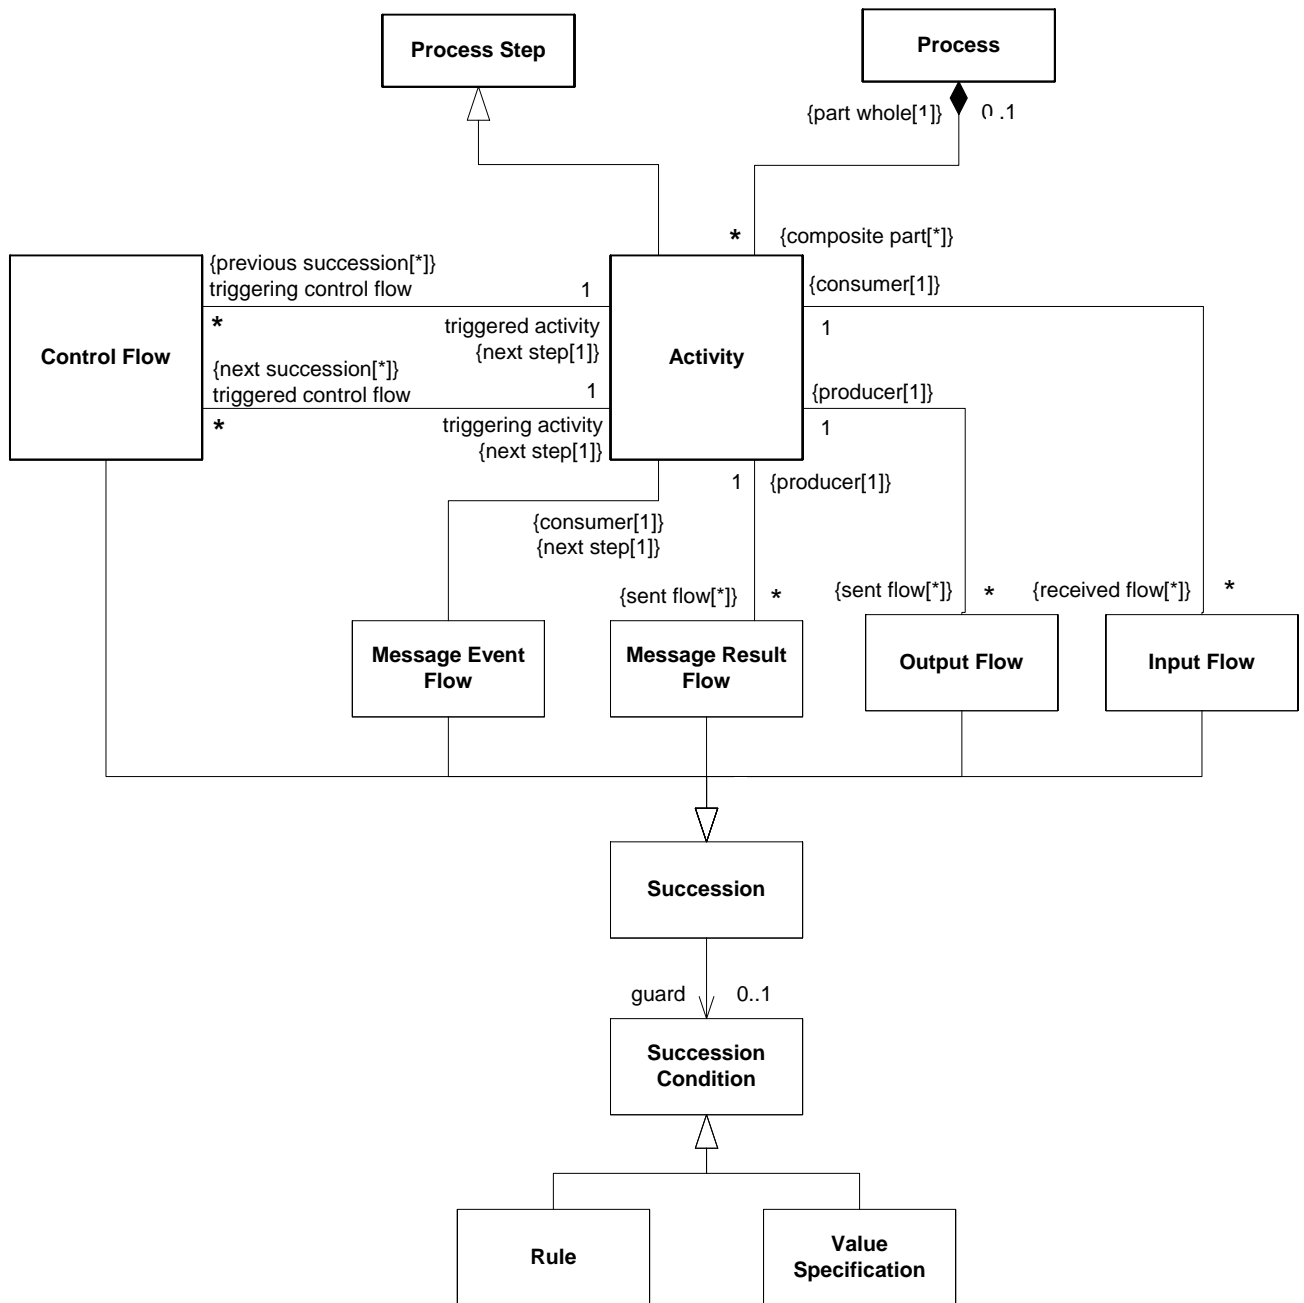 Process Step
Process
{part whole[1]}
0..1
*
{composite part[*]}
{previous succession[*]}
triggering control flow
1
{consumer[1]}
*
triggered activity
1
Control Flow
{next step[1]}
Activity
{next succession[*]}
triggered control flow
1
{producer[1]}
*
triggering activity
1
{next step[1]}
1
{producer[1]}
{consumer[1]}
{next step[1]}
{sent flow[*]}
*
{sent flow[*]}
*
{received flow[*]}
*
Message Event
Flow
Message Result
Flow
Output Flow
Input Flow
Succession
guard
0..1
Succession
Condition
Rule
Value
Specification